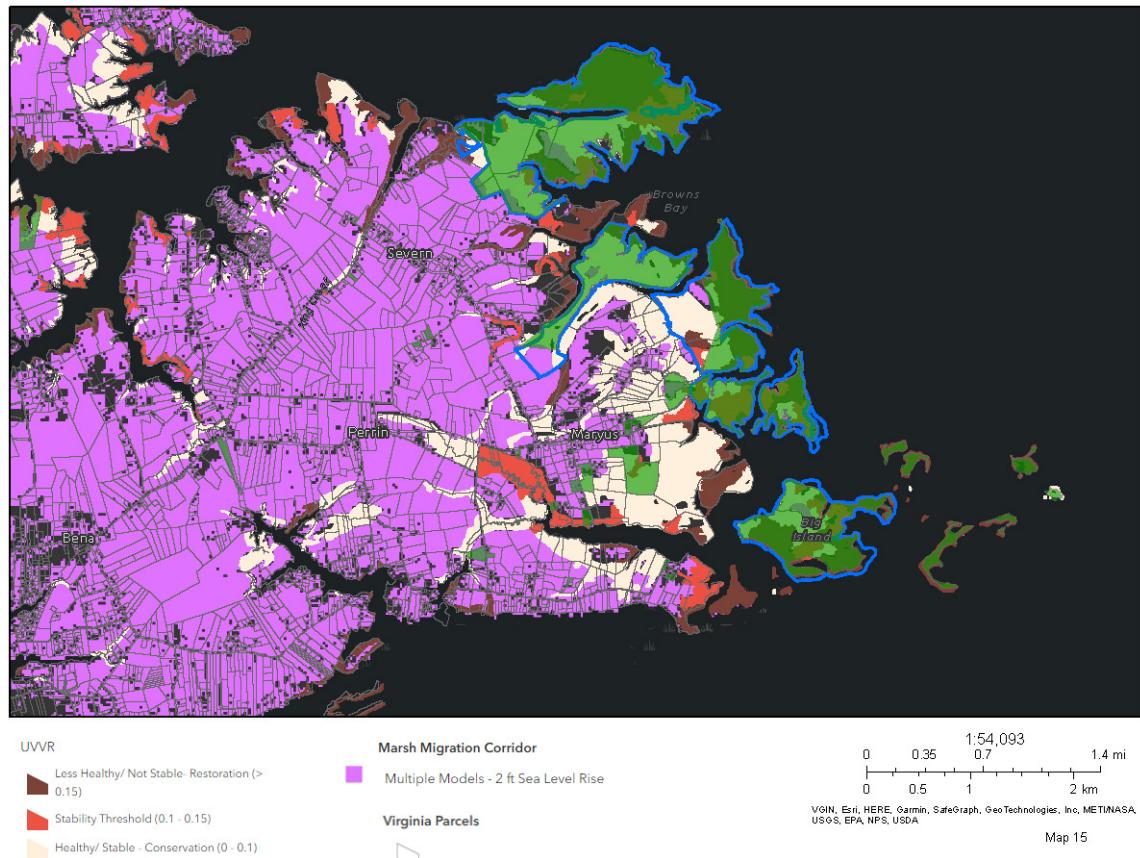 Browns
Bay
Severn
Perrin
Maryus
Big
Island
Bena
UVVR
Less Healthy/ Not Stable- Restoration (>
0.15)
Stability Threshold (0.1 - 0.15)
Healthy/ Stable - Conservation (0 - 0.1)
Marsh Migration Corridor
Multiple Models - 2 ft Sea Level Rise
Virginia Parcels
1:54,093
0 0.35 0.7 1.4 mi
0 0.5 1 2 km
VGIN, Esri, HERE, Garmin, SafeGraph, GeoTechnologies, Inc, METI/NASA,
USGS, EPA, NPS, USDA
Map 15